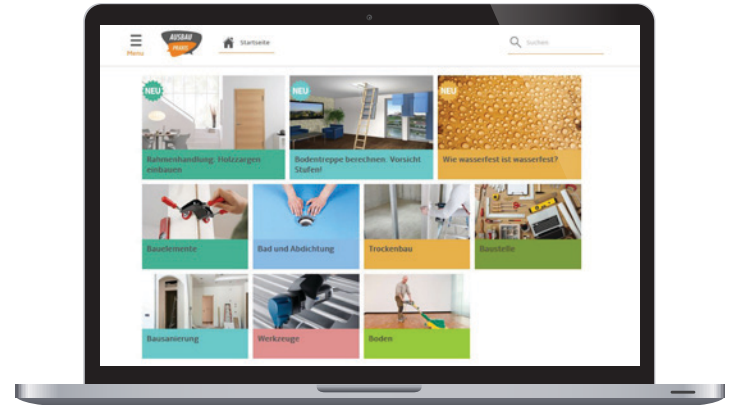 Menu
AUSBAU
PRAXIS
Startseite
Suchen
NEU
NEU
NEU
Rahmenhandlung: Holzzargen
einbauen
Bodentreppe berechnen: Vorsicht
Stufen!
Wie wasserfest ist wasserfest?
Bauelemente
Bad und Abdichtung
Trockenbau
Baustelle
Bausanierung
Werkzeuge
Boden